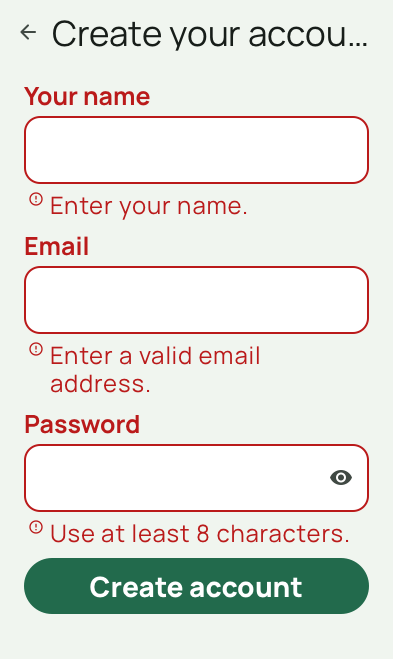 Create your accou…
Your name
Enter your name.
Email
Enter a valid email
address.
Password
Use at least 8 characters.
Create account